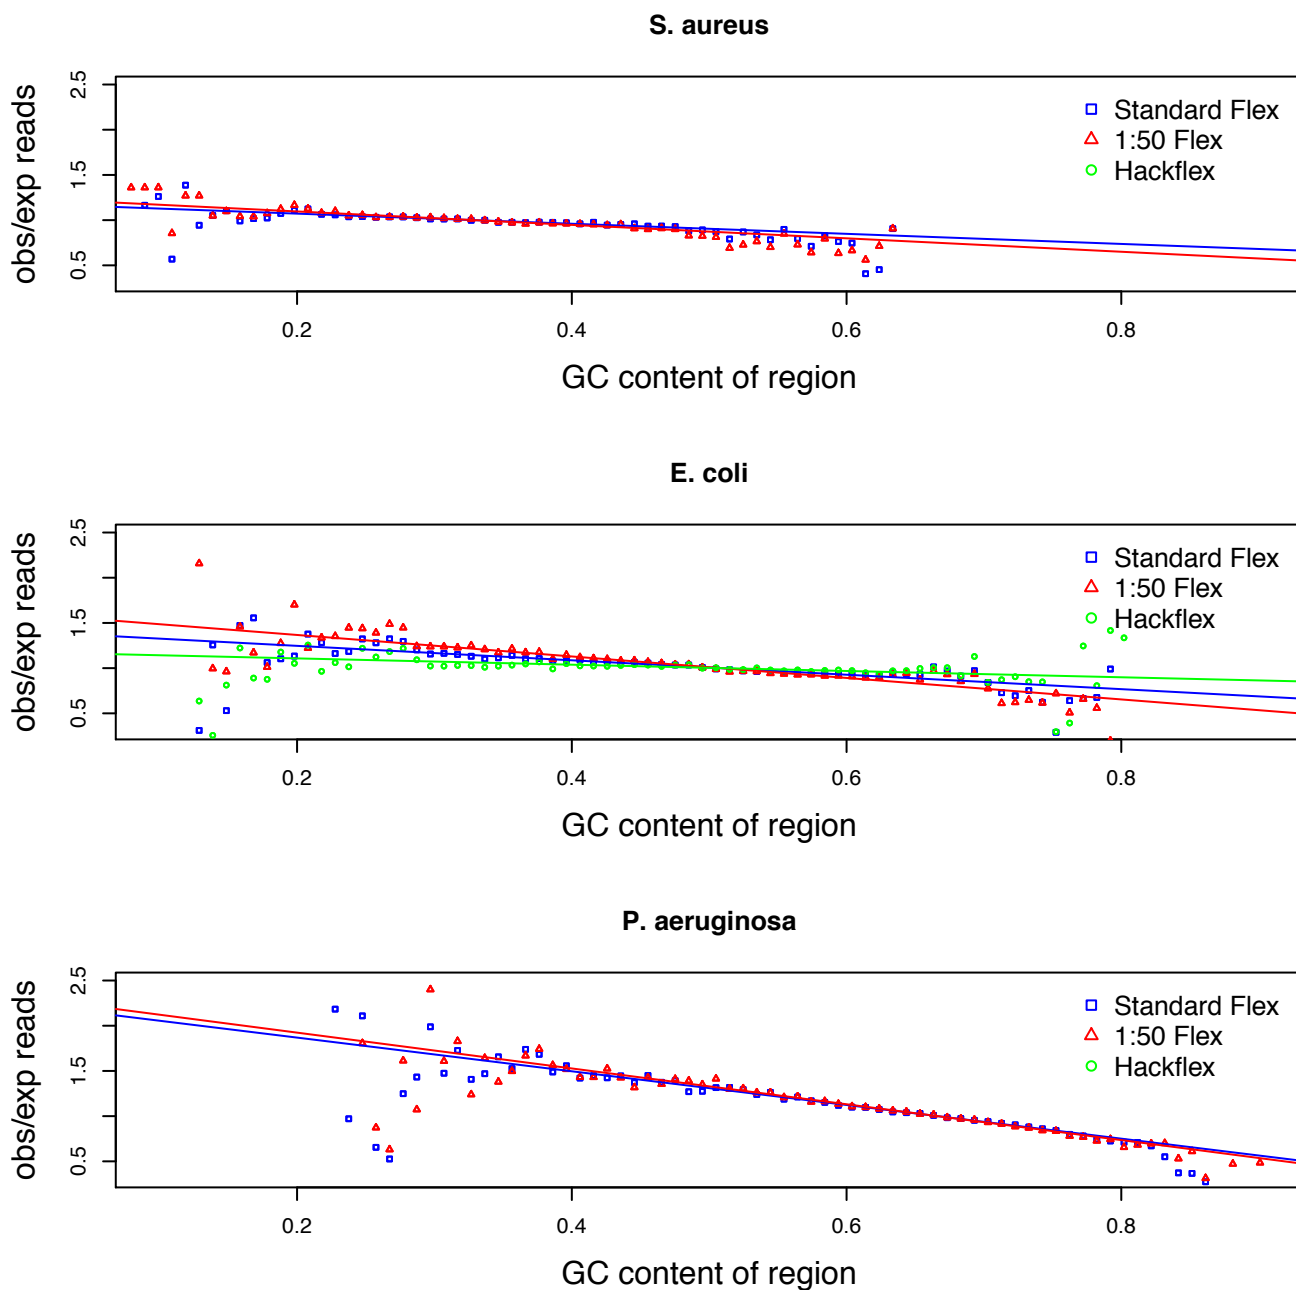 S. aureus
obs/exp reads
2.5
1.5
0.5
Standard Flex
1:50 Flex
Hackflex
0.2
0.4
0.6
0.8
GC content of region
E. coli
obs/exp reads
2.5
1.5
0.5
Standard Flex
1:50 Flex
Hackflex
0.2
0.4
0.6
0.8
GC content of region
P. aeruginosa
obs/exp reads
2.5
1.5
0.5
Standard Flex
1:50 Flex
Hackflex
0.2
0.4
0.6
0.8
GC content of region